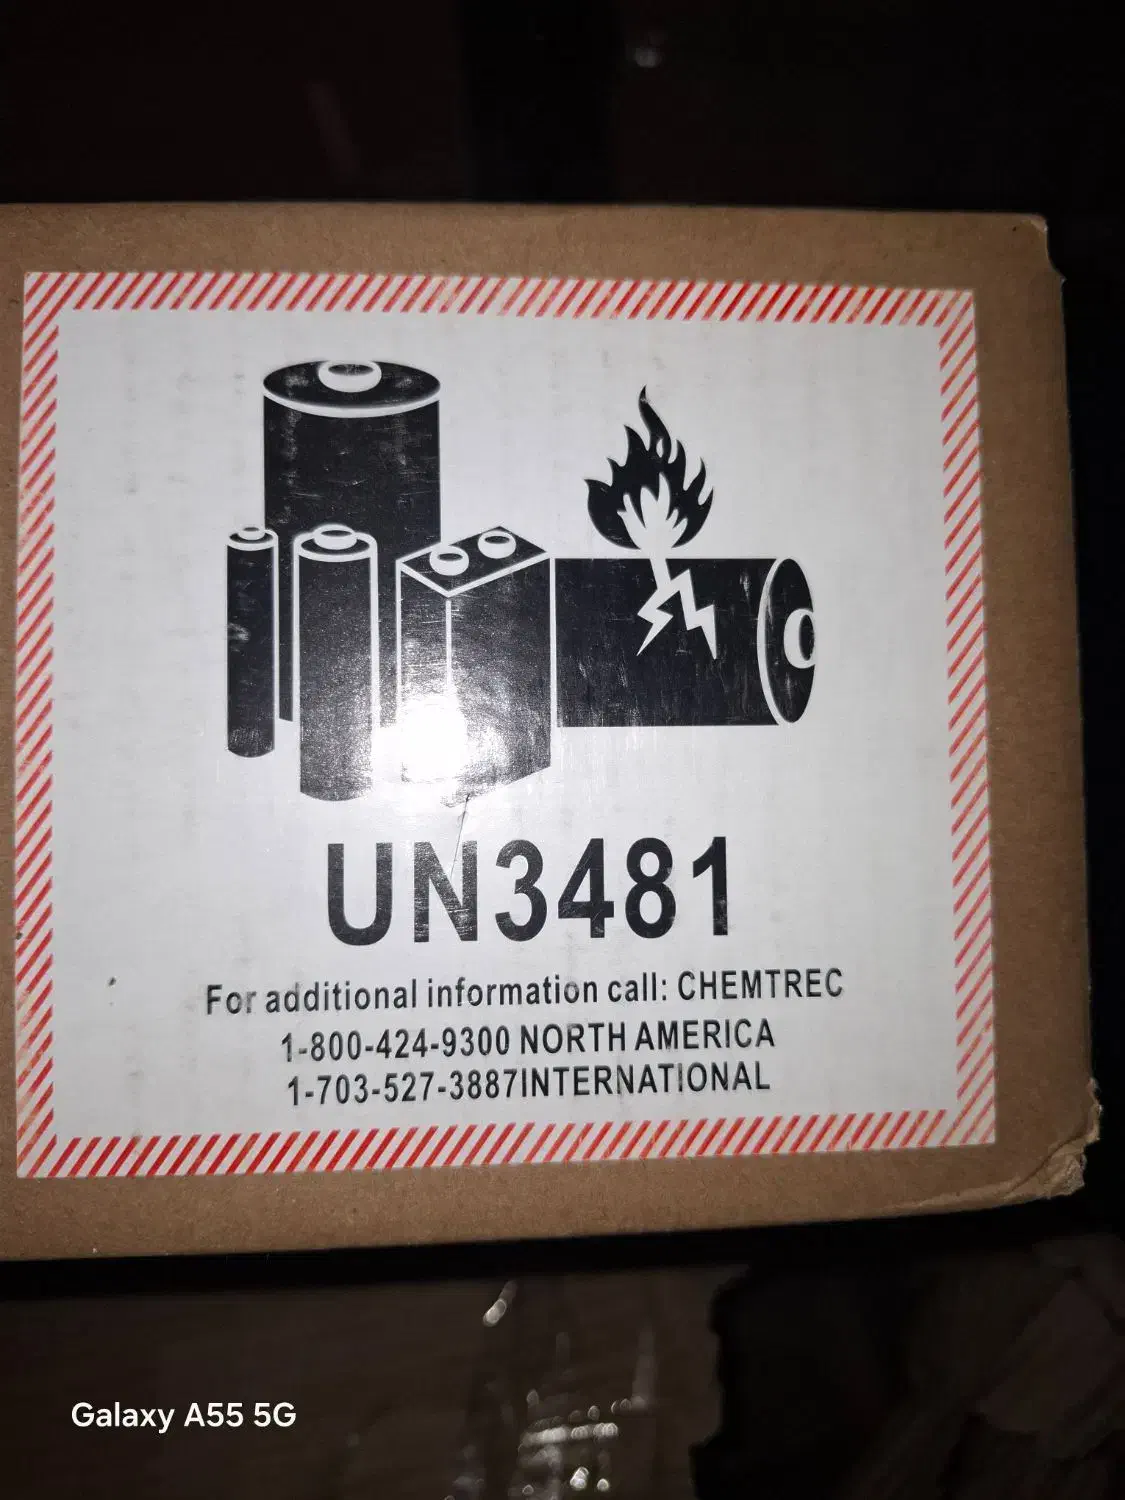 UN3481
For additional information call: CHEMTREC
1-800-424-9300 NORTH AMERICA
1-703-527-3887INTERNATIONAL
Galaxy A55 5G